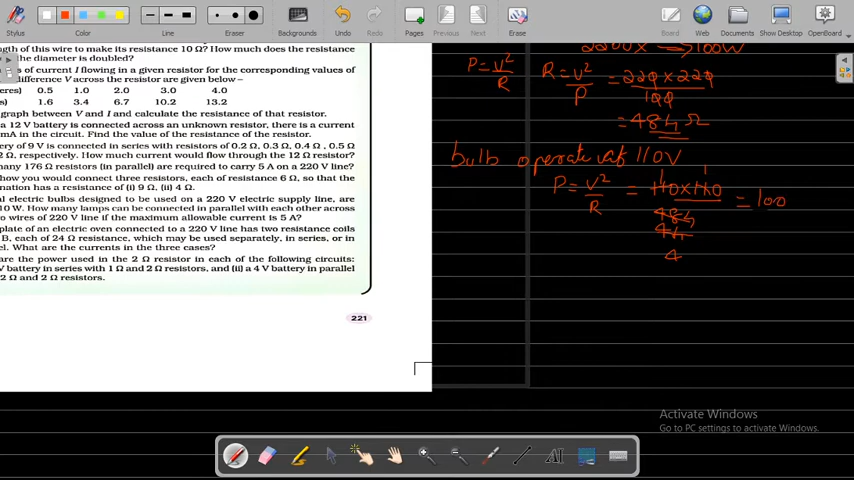 Stylus
Color
Line
Eraser
Backgrounds
Undo
Redo
Pages
Previous
Next
Erase
Board
Web
Documents
Show Desktop
ngth of this wire to make its resistance 10 Ω? How much does the resistance
the diameter is doubled?
s of current I flowing in a given resistor for the corresponding values of
difference V across the resistor are given below –
eres) 0.5 1.0 2.0 3.0 4.0
s) 1.6 3.4 6.7 10.2 13.2
graph between V and I and calculate the resistance of that resistor.
a 12 V battery is connected across an unknown resistor, there is a current
mA in the circuit. Find the value of the resistance of the resistor.
ery of 9 V is connected in series with resistors of 0.2 Ω, 0.3 Ω, 0.4 Ω , 0.5 Ω
2 Ω, respectively. How much current would flow through the 12 Ω resistor?
many 176 Ω resistors (in parallel) are required to carry 5 A on a 220 V line?
how you would connect three resistors, each of resistance 6 Ω, so that the
nation has a resistance of (i) 9 Ω, (ii) 4 Ω.
al electric bulbs designed to be used on a 220 V electric supply line, are
10 W. How many lamps can be connected in parallel with each other across
wo wires of 220 V line if the maximum allowable current is 5 A?
plate of an electric oven connected to a 220 V line has two resistance coils
B, each of 24 Ω resistance, which may be used separately, in series, or in
el. What are the currents in the three cases?
are the power used in the 2 Ω resistor in each of the following circuits:
V battery in series with 1 Ω and 2 Ω resistors, and (ii) a 4 V battery in parallel
2 Ω and 2 Ω resistors.
221
→100W
P=V²/R R=V²/P = 220×220/100
=484Ω
bulb operate at 110V
P=V²/R = 110×110/484 =100
44
4
Activate Windows
Go to PC settings to activate Windows.
AI